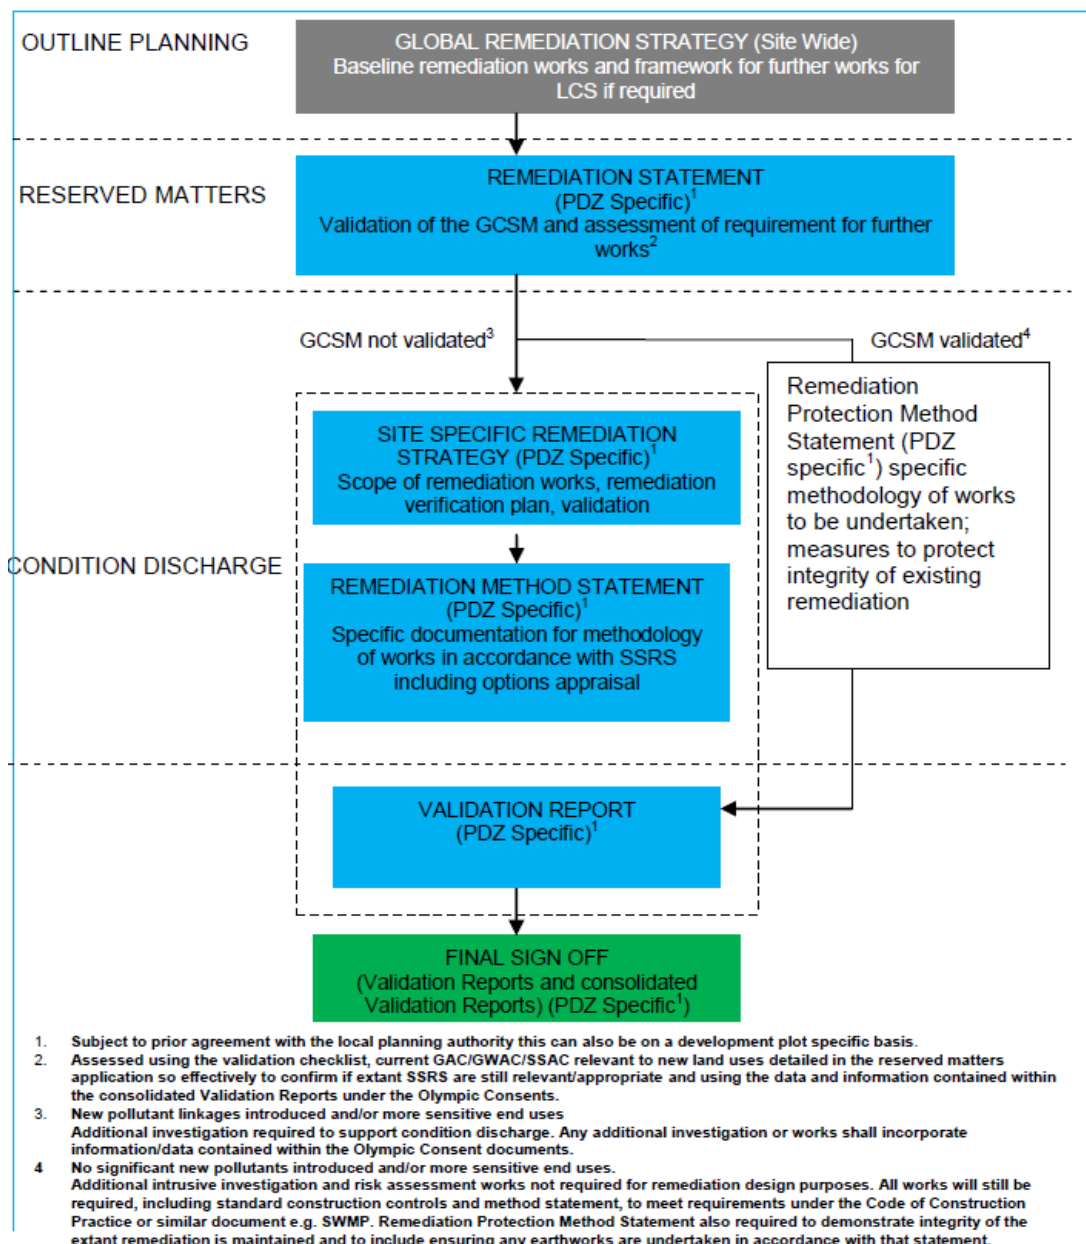 OUTLINE PLANNING
GLOBAL REMEDIATION STRATEGY (Site Wide)
Baseline remediation works and framework for further works for
LCS if required
RESERVED MATTERS
REMEDIATION STATEMENT
(PDZ Specific)1
Validation of the GCSM and assessment of requirement for further
works2
GCSM not validated3
GCSM validated4
Remediation
Protection Method
Statement (PDZ
specific1) specific
methodology of works
to be undertaken;
measures to protect
integrity of existing
remediation
SITE SPECIFIC REMEDIATION
STRATEGY (PDZ Specific)1
Scope of remediation works, remediation
verification plan, validation
CONDITION DISCHARGE
REMEDIATION METHOD STATEMENT
(PDZ Specific)1
Specific documentation for methodology
of works in accordance with SSRS
including options appraisal
VALIDATION REPORT
(PDZ Specific)1
FINAL SIGN OFF
(Validation Reports and consolidated
Validation Reports) (PDZ Specific1)
1. Subject to prior agreement with the local planning authority this can also be on a development plot specific basis.
2. Assessed using the validation checklist, current GAC/GWAC/SSAC relevant to new land uses detailed in the reserved matters
application so effectively to confirm if extant SSRS are still relevant/appropriate and using the data and information contained within
the consolidated Validation Reports under the Olympic Consents.
3. New pollutant linkages introduced and/or more sensitive end uses
Additional investigation required to support condition discharge. Any additional investigation or works shall incorporate
information/data contained within the Olympic Consent documents.
4 No significant new pollutants introduced and/or more sensitive end uses.
Additional intrusive investigation and risk assessment works not required for remediation design purposes. All works will still be
required, including standard construction controls and method statement, to meet requirements under the Code of Construction
Practice or similar document e.g. SWMP. Remediation Protection Method Statement also required to demonstrate integrity of the
extant remediation is maintained and to include ensuring any earthworks are undertaken in accordance with that statement.